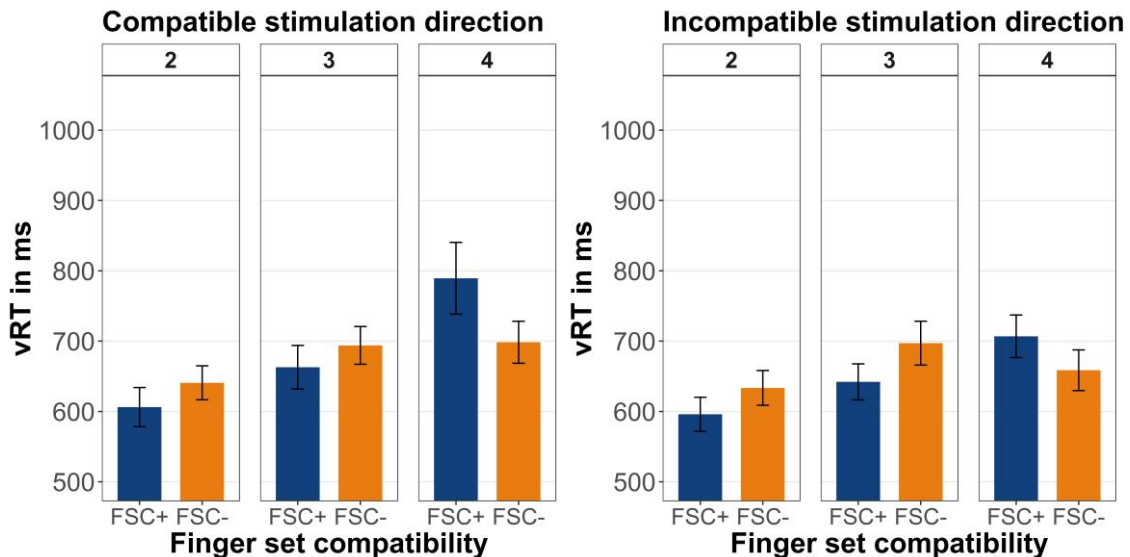 Compatible stimulation direction
2 3 4
vRT in ms
1000
900
800
700
600
500
FSC+ FSC- FSC+ FSC- FSC+ FSC-
Finger set compatibility
Incompatible stimulation direction
2 3 4
vRT in ms
1000
900
800
700
600
500
FSC+ FSC- FSC+ FSC- FSC+ FSC-
Finger set compatibility